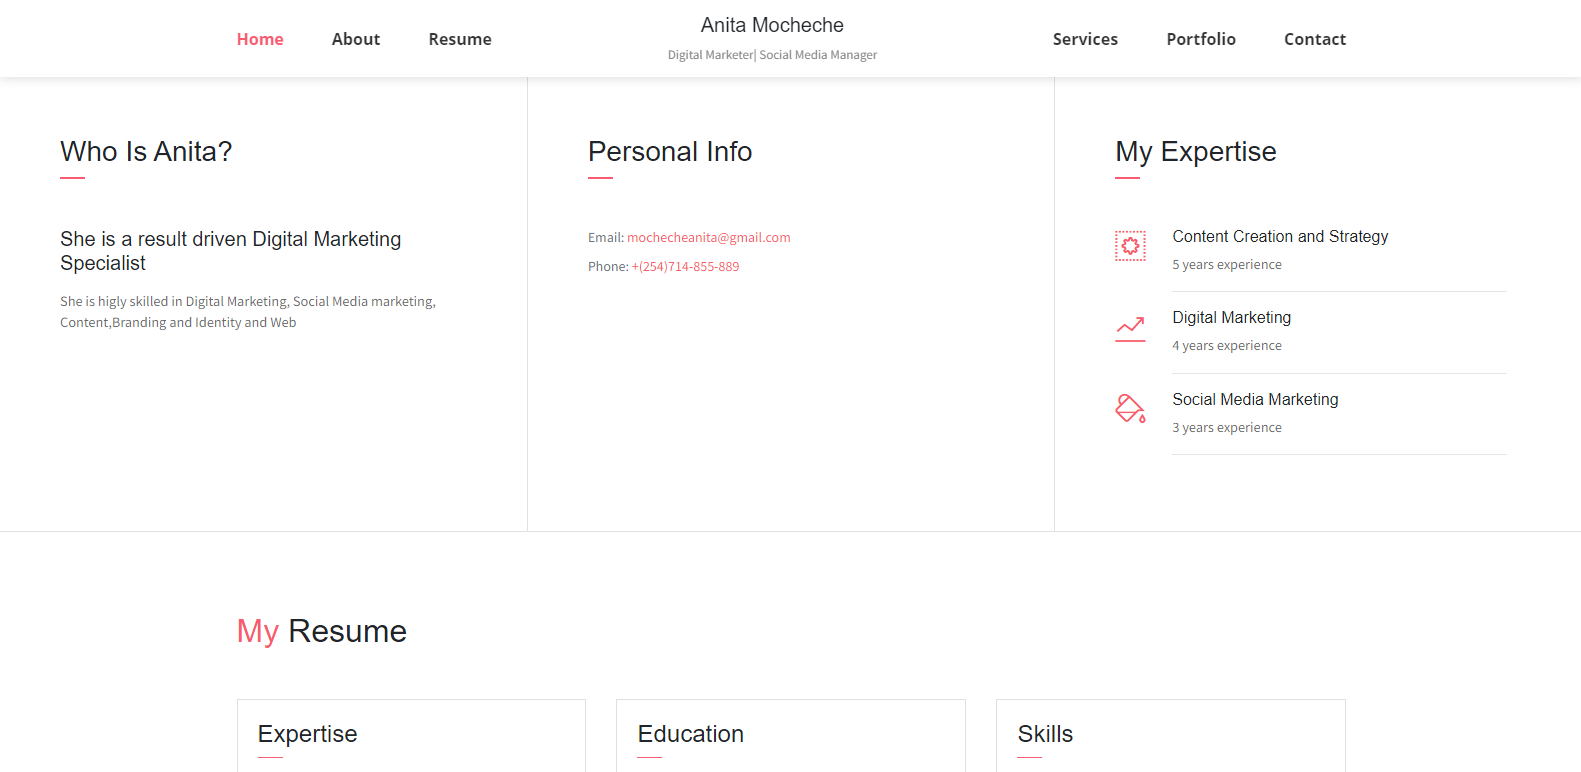 Home About Resume
Anita Mocheche
Digital Marketer| Social Media Manager
Services Portfolio Contact
Who Is Anita?
She is a result driven Digital Marketing
Specialist
She is higly skilled in Digital Marketing, Social Media marketing,
Content,Branding and Identity and Web
Personal Info
Email: mochecheanita@gmail.com
Phone: +(254)714-855-889
My Expertise
Content Creation and Strategy
5 years experience
Digital Marketing
4 years experience
Social Media Marketing
3 years experience
My Resume
Expertise
Education
Skills